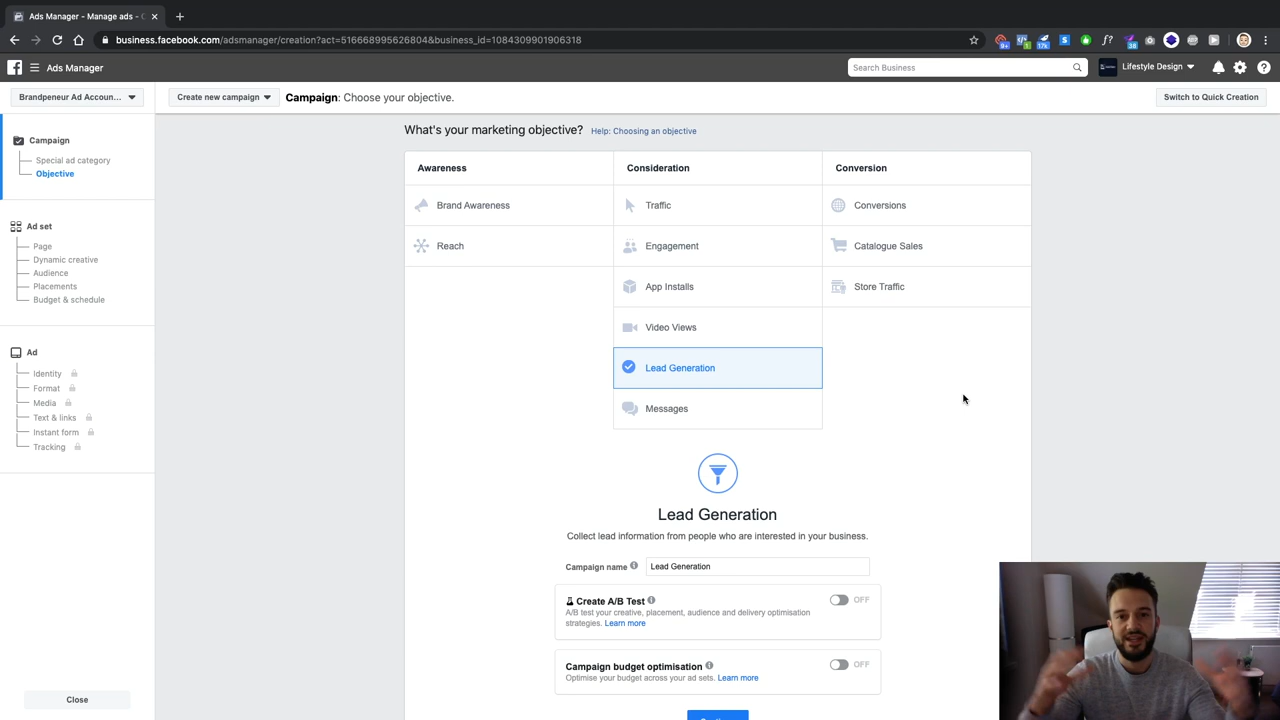 Ads Manager - Manage ads - C
business.facebook.com/adsmanager/creation?act=516668995626804&business_id=1084309901906318
9+
1
17k
S
38
f?
Ads Manager
Search Business
Lifestyle Design
Brandpeneur Ad Accoun...
Create new campaign
Campaign: Choose your objective.
Switch to Quick Creation
Campaign
Special ad category
Objective
Ad set
Page
Dynamic creative
Audience
Placements
Budget & schedule
Ad
Identity
Format
Media
Text & links
Instant form
Tracking
Close
What's your marketing objective? Help: Choosing an objective
Awareness
Consideration
Conversion
Brand Awareness
Traffic
Conversions
Reach
Engagement
Catalogue Sales
App Installs
Store Traffic
Video Views
Lead Generation
Messages
Lead Generation
Collect lead information from people who are interested in your business.
Campaign name
Lead Generation
Create A/B Test
OFF
A/B test your creative, placement, audience and delivery optimisation
strategies. Learn more
Campaign budget optimisation
OFF
Optimise your budget across your ad sets. Learn more